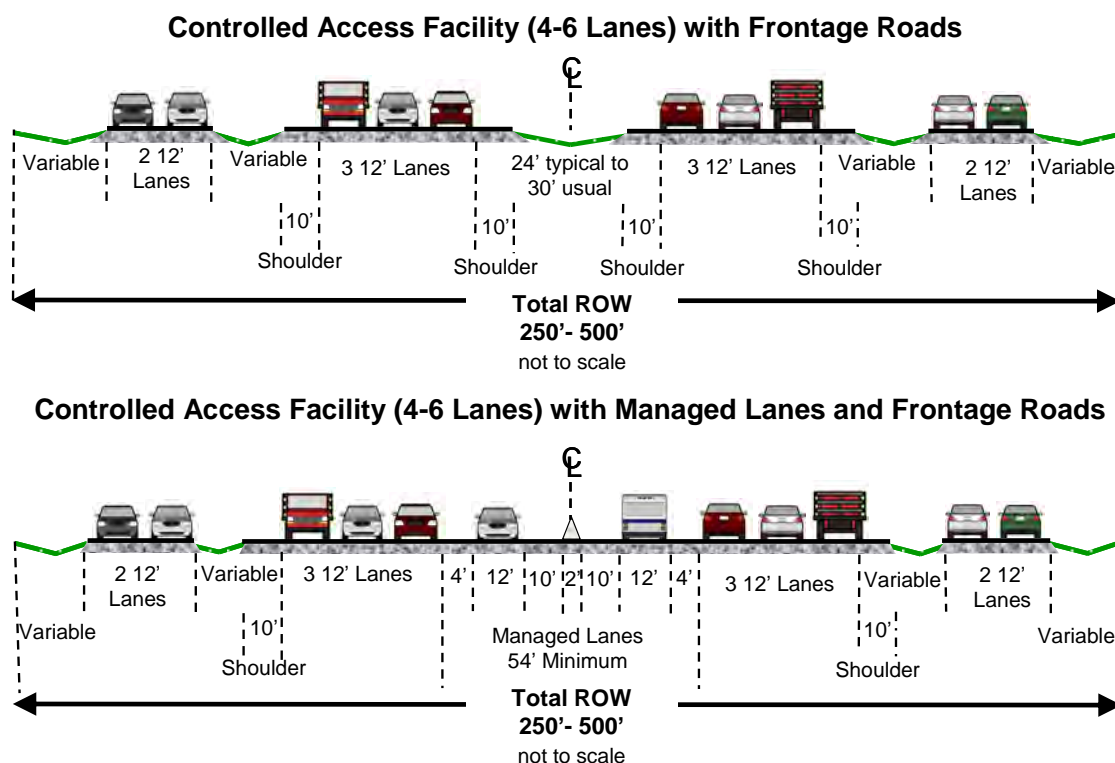 Controlled Access Facility (4-6 Lanes) with Frontage Roads
℄
Variable
2 12’
Lanes
Variable
3 12’ Lanes
24’ typical to
30’ usual
3 12’ Lanes
Variable
2 12’
Lanes
Variable
10’
Shoulder
10’
Shoulder
10’
Shoulder
10’
Shoulder
Total ROW
250’- 500’
not to scale
Controlled Access Facility (4-6 Lanes) with Managed Lanes and Frontage Roads
℄
Variable
2 12’
Lanes
Variable
3 12’ Lanes
4’
12’
10’
2’
10’
12’
4’
3 12’ Lanes
Variable
2 12’
Lanes
Variable
10’
Shoulder
Managed Lanes
54’ Minimum
10’
Shoulder
Total ROW
250’- 500’
not to scale